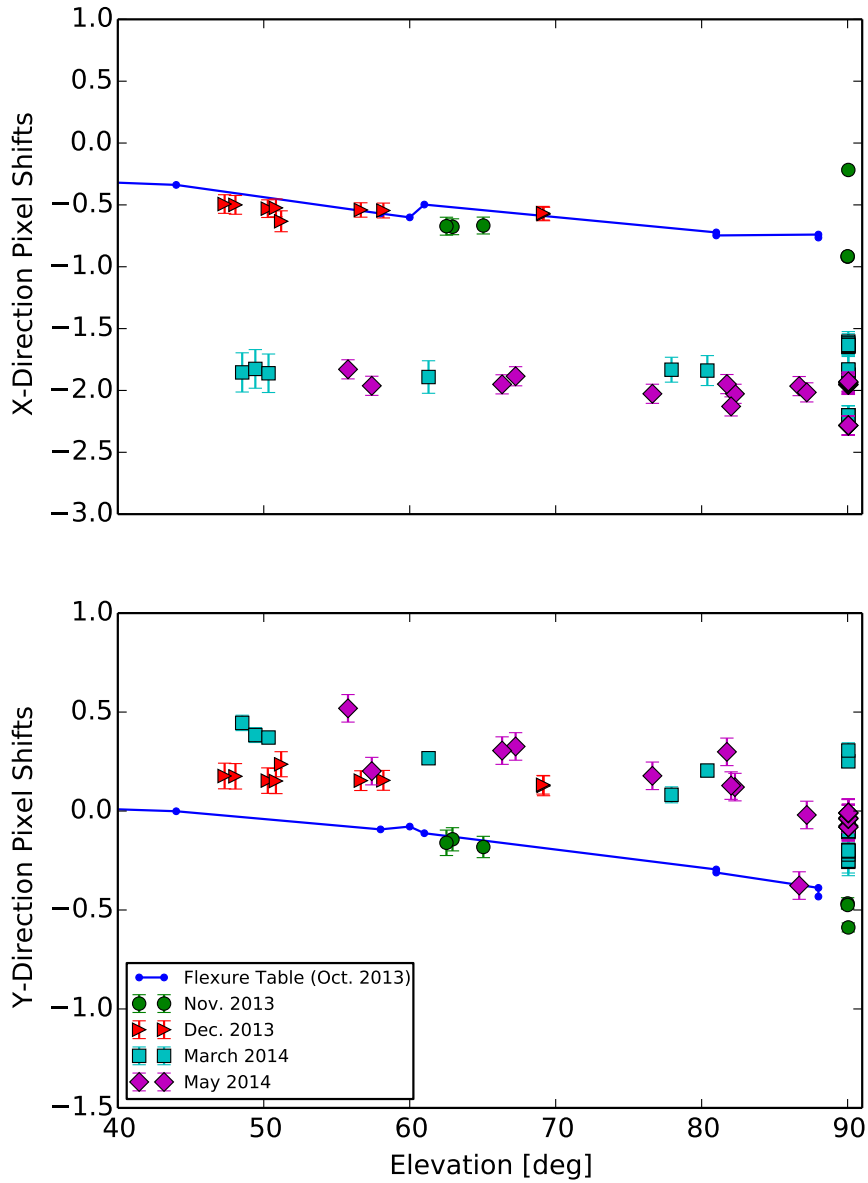 1.0
0.5
0.0
−0.5
−1.0
−1.5
−2.0
−2.5
−3.0
X-Direction Pixel Shifts
1.0
0.5
0.0
−0.5
−1.0
−1.5
Y-Direction Pixel Shifts
Flexure Table (Oct. 2013)
Nov. 2013
Dec. 2013
March 2014
May 2014
40 50 60 70 80 90
Elevation [deg]